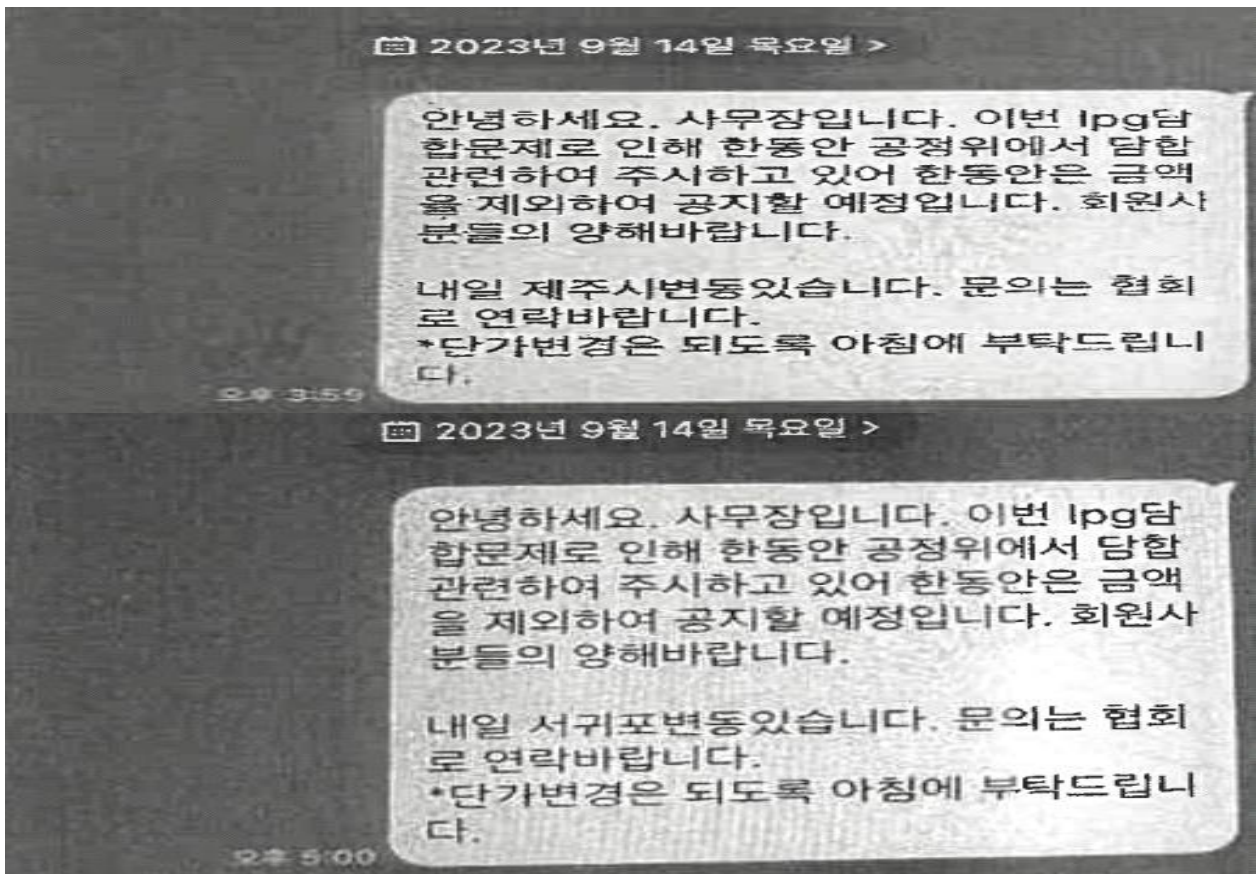 2023년 9월 14일 목요일 >
안녕하세요. 사무장입니다. 이번 lpg담
합문제로 인해 한동안 공정위에서 담합
관련하여 주시하고 있어 한동안은 금액
을 제외하여 공지할 예정입니다. 회원사
분들의 양해바랍니다.
내일 제주시변동있습니다. 문의는 협회
로 연락바랍니다.
*단가변경은 되도록 아침에 부탁드립니
다.
오후 3:59
2023년 9월 14일 목요일 >
안녕하세요. 사무장입니다. 이번 lpg담
합문제로 인해 한동안 공정위에서 담합
관련하여 주시하고 있어 한동안은 금액
을 제외하여 공지할 예정입니다. 회원사
분들의 양해바랍니다.
내일 서귀포변동있습니다. 문의는 협회
로 연락바랍니다.
*단가변경은 되도록 아침에 부탁드립니
다.
오후 5:00